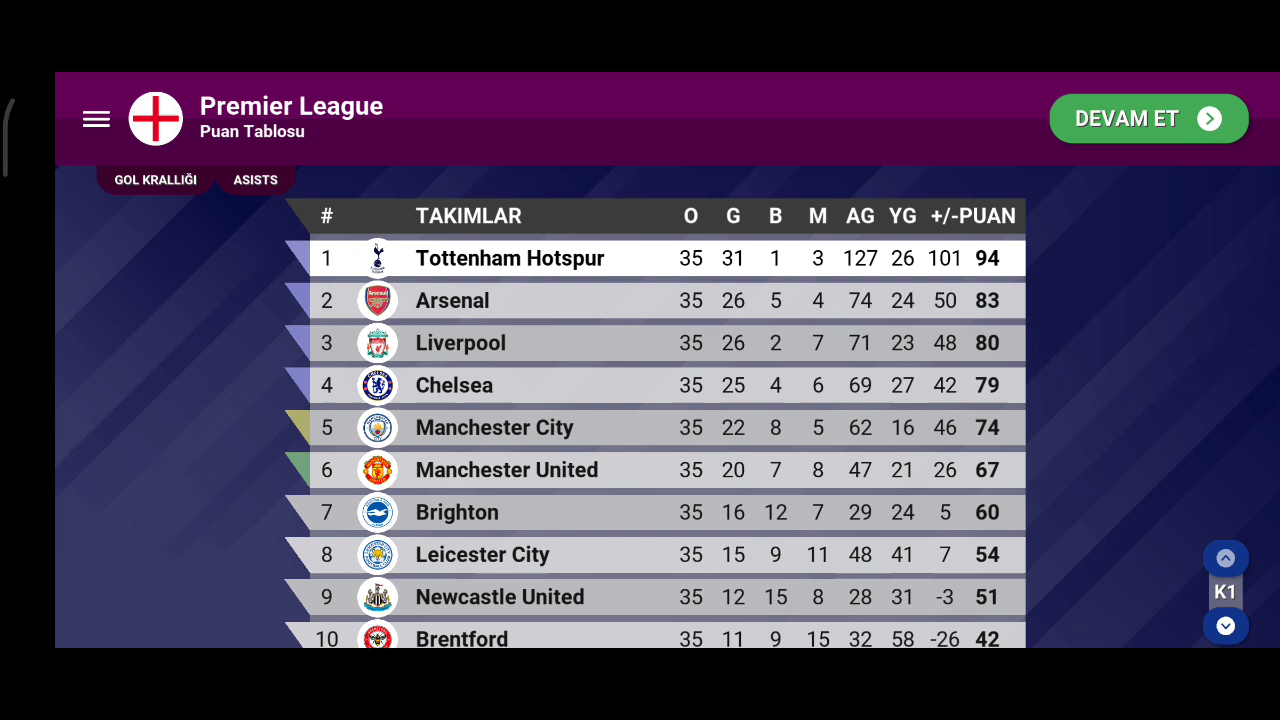 Premier League
Puan Tablosu
DEVAM ET
GOL KRALLIĞI ASISTS
# TAKIMLAR O G B M AG YG +/- PUAN
1 Tottenham Hotspur 35 31 1 3 127 26 101 94
2 Arsenal 35 26 5 4 74 24 50 83
3 Liverpool 35 26 2 7 71 23 48 80
4 Chelsea 35 25 4 6 69 27 42 79
5 Manchester City 35 22 8 5 62 16 46 74
6 Manchester United 35 20 7 8 47 21 26 67
7 Brighton 35 16 12 7 29 24 5 60
8 Leicester City 35 15 9 11 48 41 7 54
9 Newcastle United 35 12 15 8 28 31 -3 51
K1
10 Brentford 35 11 9 15 32 58 -26 42